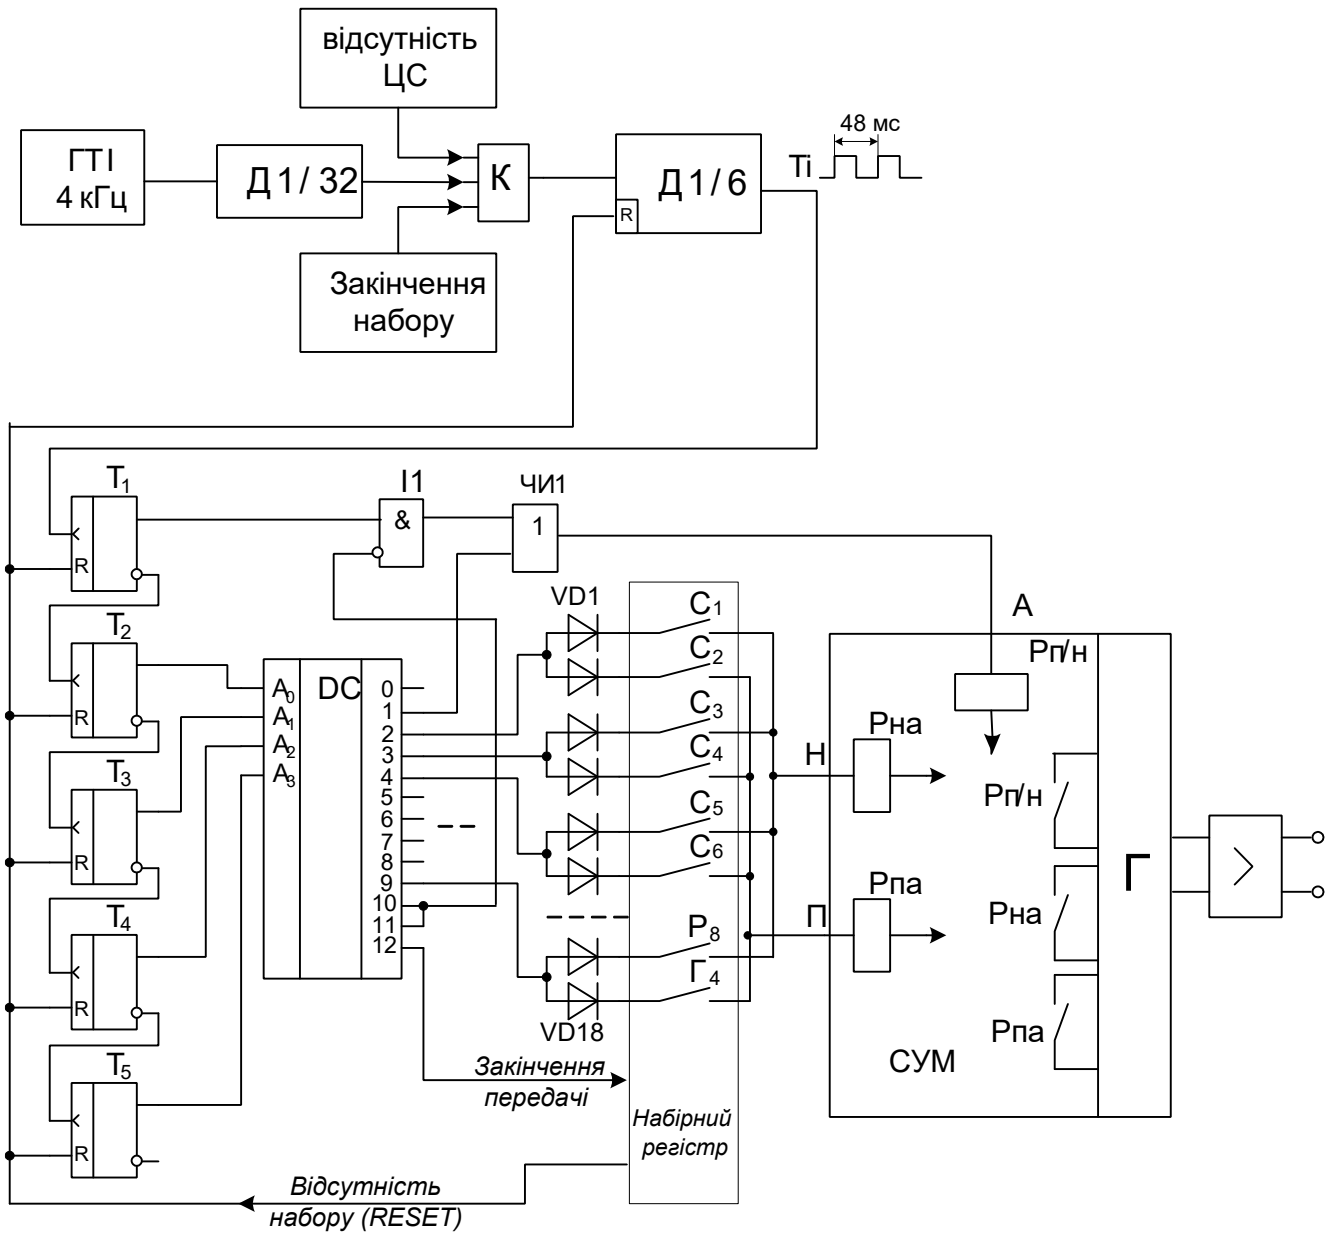 відсутність
ЦС
ГТІ
4 кГц
Д 1 / 32
К
Д 1 / 6
R
Ті
48 мс
Закінчення
набору
T1
R
I1
&
ЧИ1
1
T2
R
T3
R
T4
R
T5
R
DC
A0
A1
A2
A3
0
1
2
3
4
5
6
7
8
9
10
11
12
VD1
VD18
C1
C2
C3
C4
C5
C6
P8
Г4
Закінчення
передачі
Набірний
регістр
Відсутність
набору (RESET)
А
Рп/н
Н
Рна
Рп/н
П
Рпа
Рна
Рпа
СУМ
Г
>